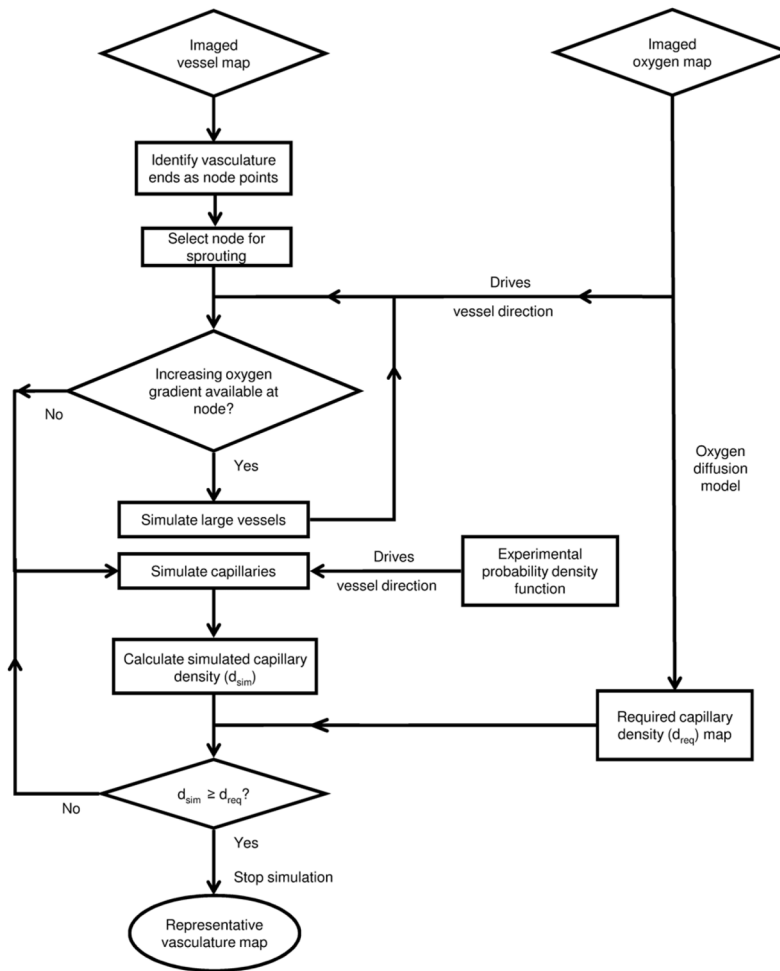 Imaged
vessel map
Imaged
oxygen map
Identify vasculature
ends as node points
Select node for
sprouting
Drives
vessel direction
Increasing oxygen
gradient available at
node?
No
Yes
Oxygen
diffusion
model
Simulate large vessels
Simulate capillaries
Drives
vessel direction
Experimental
probability density
function
Calculate simulated capillary
density (dsim)
Required capillary
density (dreq) map
dsim ≥ dreq?
No
Yes
Stop simulation
Representative
vasculature map